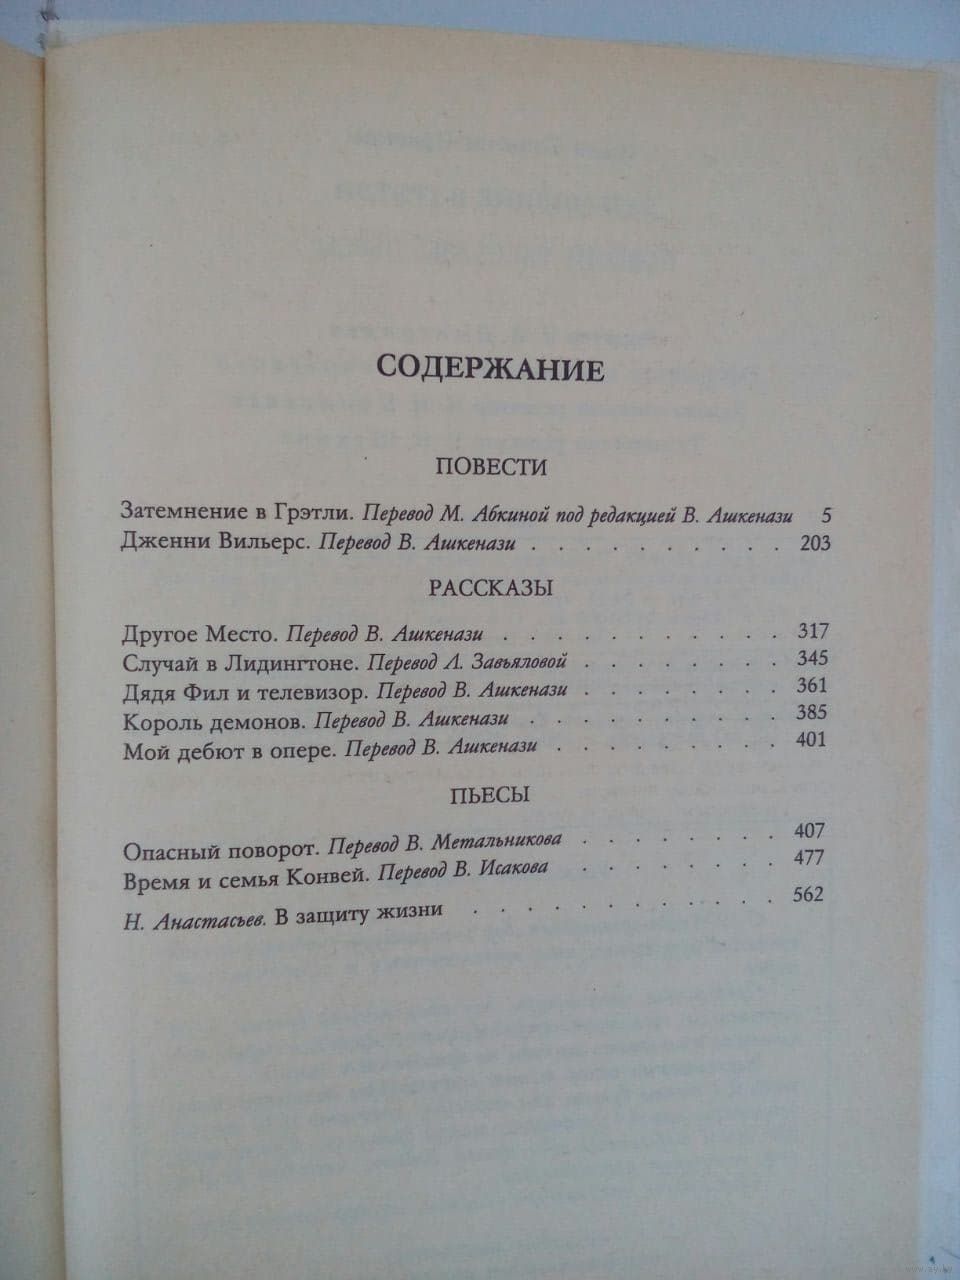 СОДЕРЖАНИЕ
ПОВЕСТИ
Затемнение в Грэтли. Перевод М. Абкиной под редакцией В. Ашкенази 5
Дженни Вильерс. Перевод В. Ашкенази . . . . . . . . . . 203
РАССКАЗЫ
Другое Место. Перевод В. Ашкенази . . . . . . . . . . . 317
Случай в Лидингтоне. Перевод Л. Завьяловой . . . . . . . . 345
Дядя Фил и телевизор. Перевод В. Ашкенази . . . . . . . . 361
Король демонов. Перевод В. Ашкенази . . . . . . . . . . 385
Мой дебют в опере. Перевод В. Ашкенази . . . . . . . . . 401
ПЬЕСЫ
Опасный поворот. Перевод В. Метальникова . . . . . . . . 407
Время и семья Конвей. Перевод В. Исакова . . . . . . . . 477
Н. Анастасьев. В защиту жизни . . . . . . . . . . . . 562